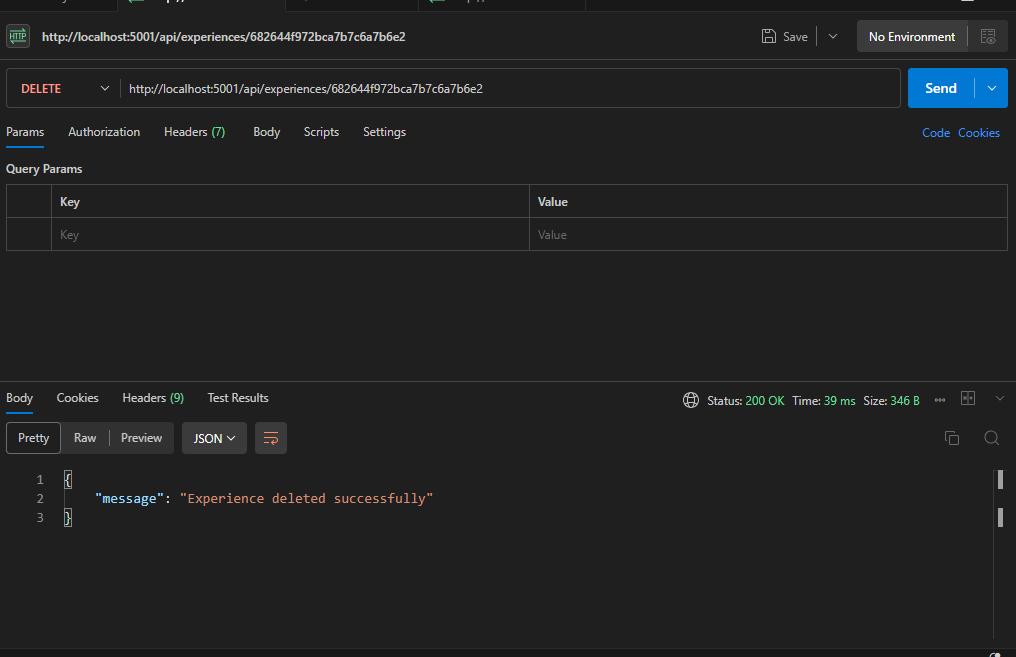 HTTP http://localhost:5001/api/experiences/682644f972bca7b7c6a7b6e2 Save No Environment
DELETE http://localhost:5001/api/experiences/682644f972bca7b7c6a7b6e2 Send
Params Authorization Headers (7) Body Scripts Settings Code Cookies
Query Params
Key Value
Key Value
Body Cookies Headers (9) Test Results Status: 200 OK Time: 39 ms Size: 346 B
Pretty Raw Preview JSON
1 {
2 "message": "Experience deleted successfully"
3 }